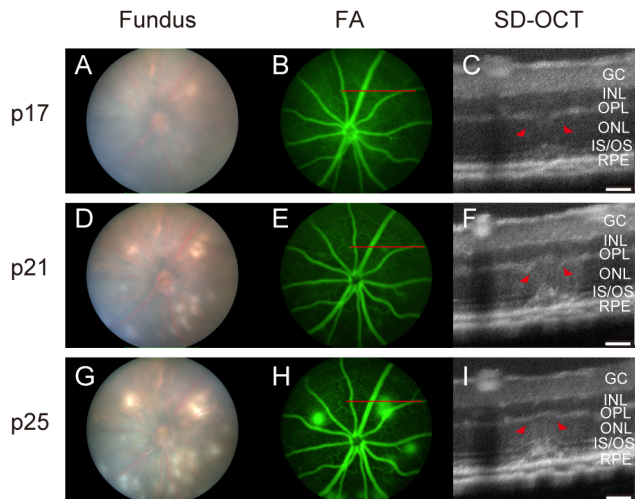 Fundus FA SD-OCT
p17
A B C
GC
INL
OPL
ONL
IS/OS
RPE
p21
D E F
GC
INL
OPL
ONL
IS/OS
RPE
p25
G H I
GC
INL
OPL
ONL
IS/OS
RPE